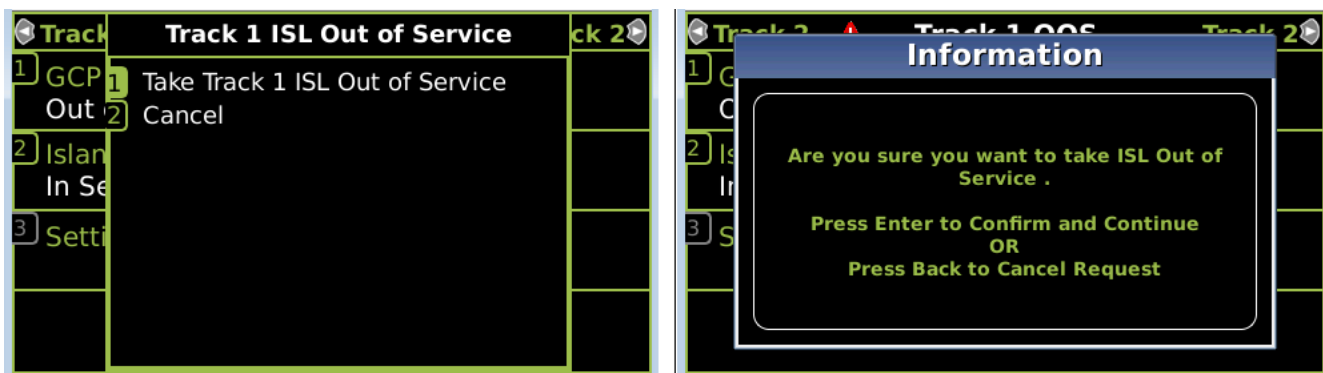 Track
Track 1 ISL Out of Service
ck 2
1 GCP
Out
1 Take Track 1 ISL Out of Service
2 Cancel
2 Islan
In Se
3 Setti
Track 2
Track 1 OOS
Track 2
Information
1 G
2 Is
3 S
Are you sure you want to take ISL Out of
Service .
Press Enter to Confirm and Continue
OR
Press Back to Cancel Request